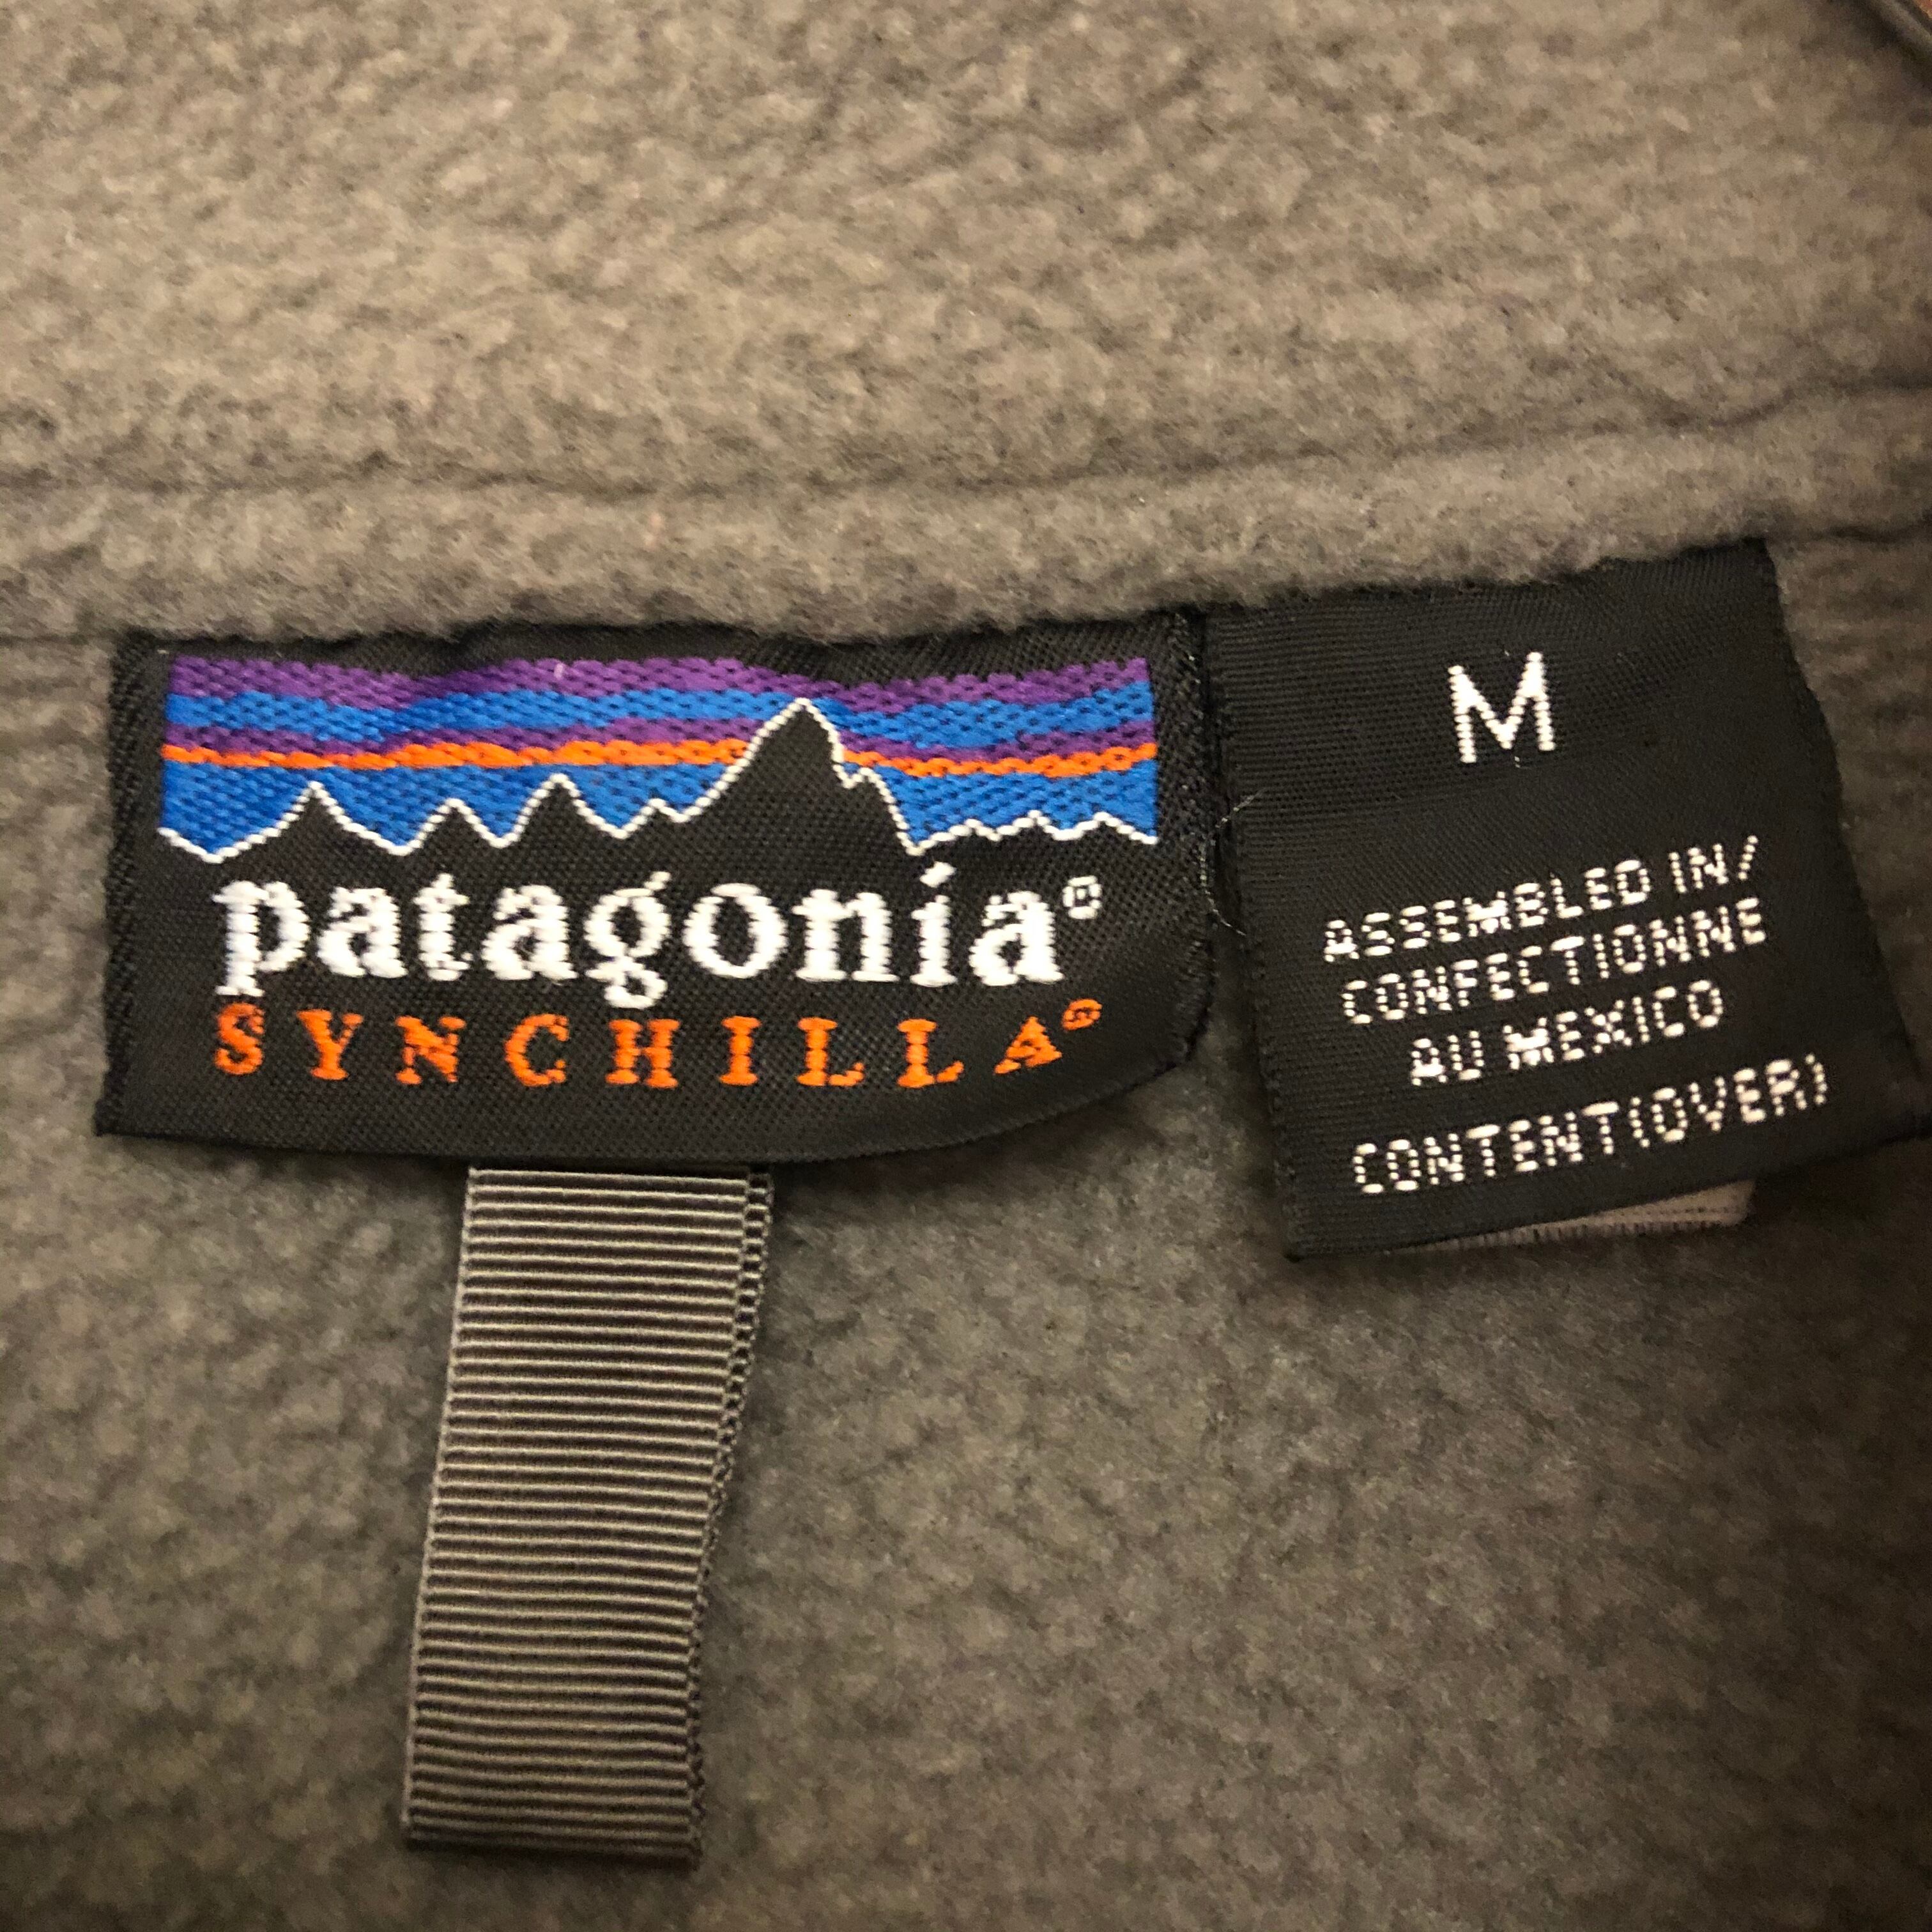 patagonia®
SYNCHILLA®
M
ASSEMBLED IN/
CONFECTIONNE
AU MEXICO
CONTENT(OVER)